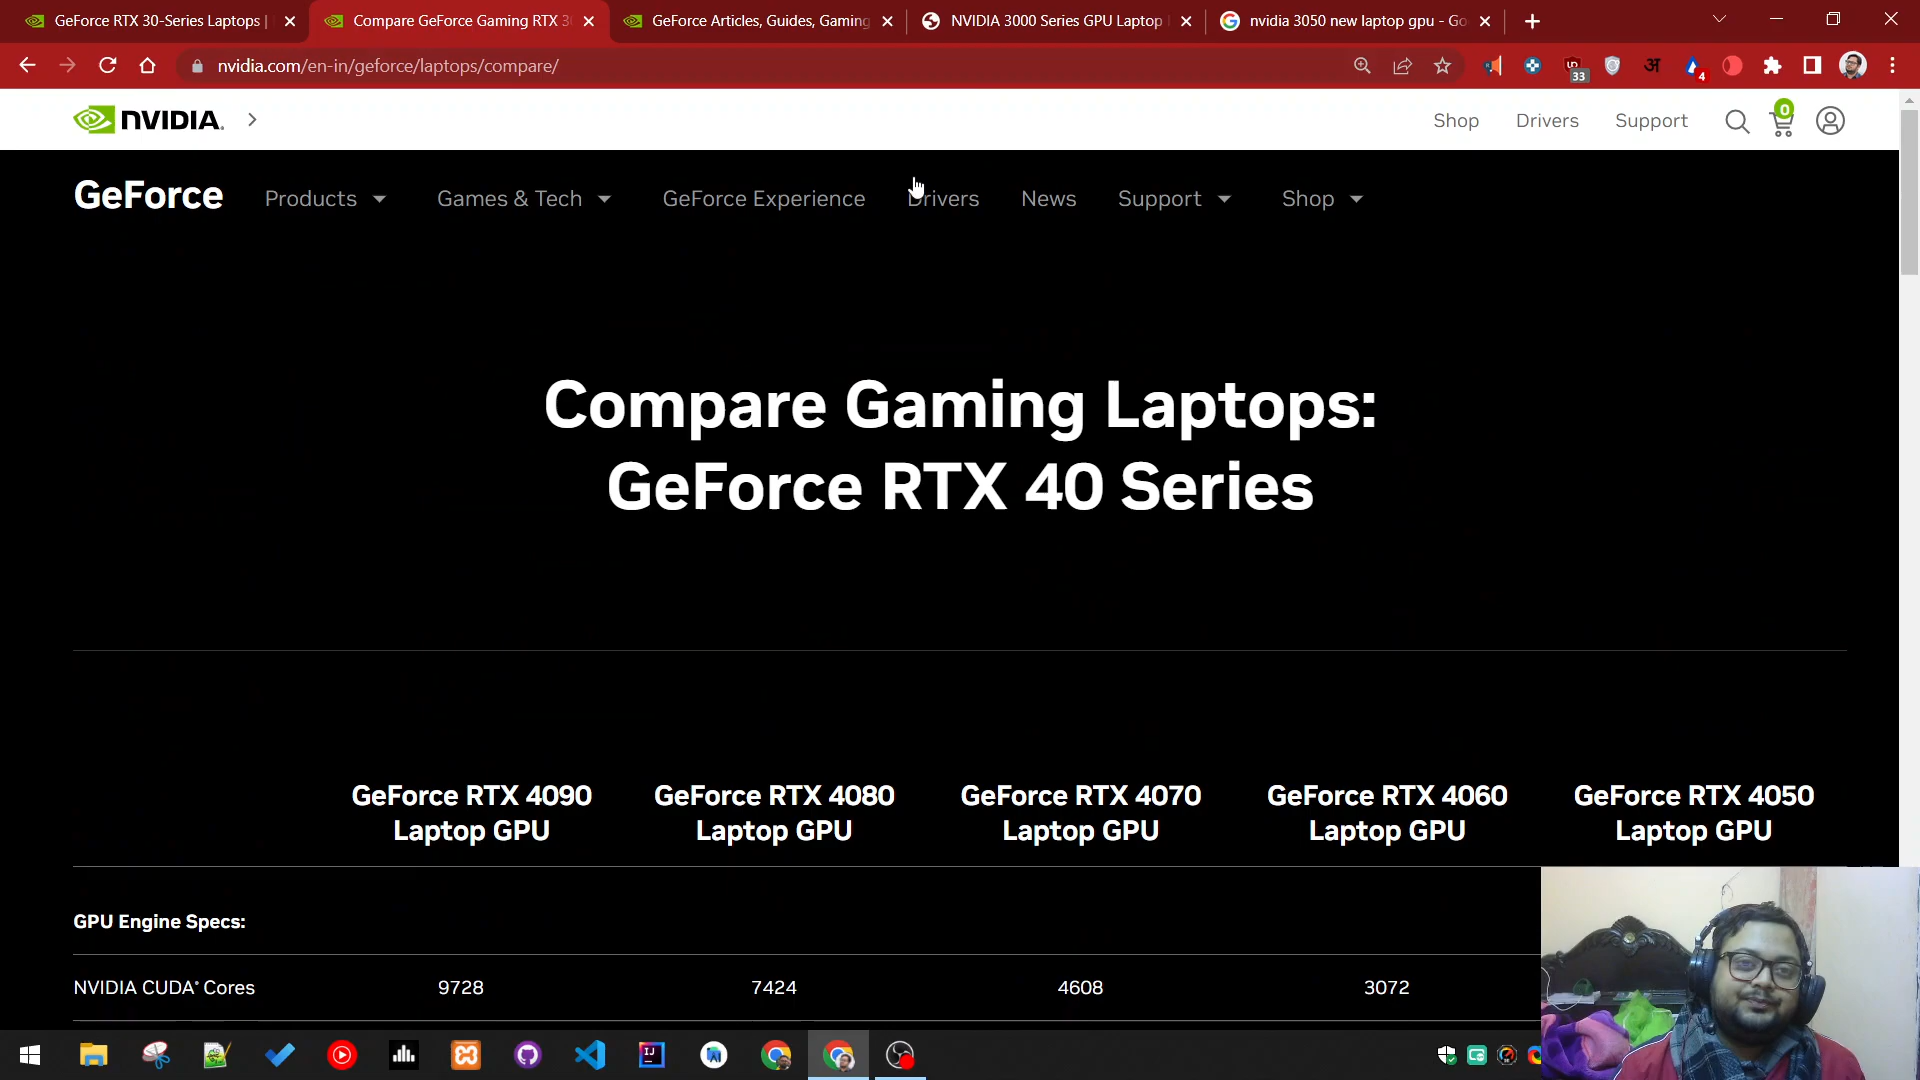 GeForce RTX 30-Series Laptops |
Compare GeForce Gaming RTX 3
GeForce Articles, Guides, Gaming
NVIDIA 3000 Series GPU Laptop
nvidia 3050 new laptop gpu - Go
nvidia.com/en-in/geforce/laptops/compare/
33
अ
4
NVIDIA.
Shop
Drivers
Support
0
GeForce
Products
Games & Tech
GeForce Experience
Drivers
News
Support
Shop
Compare Gaming Laptops:
GeForce RTX 40 Series
GeForce RTX 4090
Laptop GPU
GeForce RTX 4080
Laptop GPU
GeForce RTX 4070
Laptop GPU
GeForce RTX 4060
Laptop GPU
GeForce RTX 4050
Laptop GPU
GPU Engine Specs:
NVIDIA CUDA® Cores
9728
7424
4608
3072
IJ